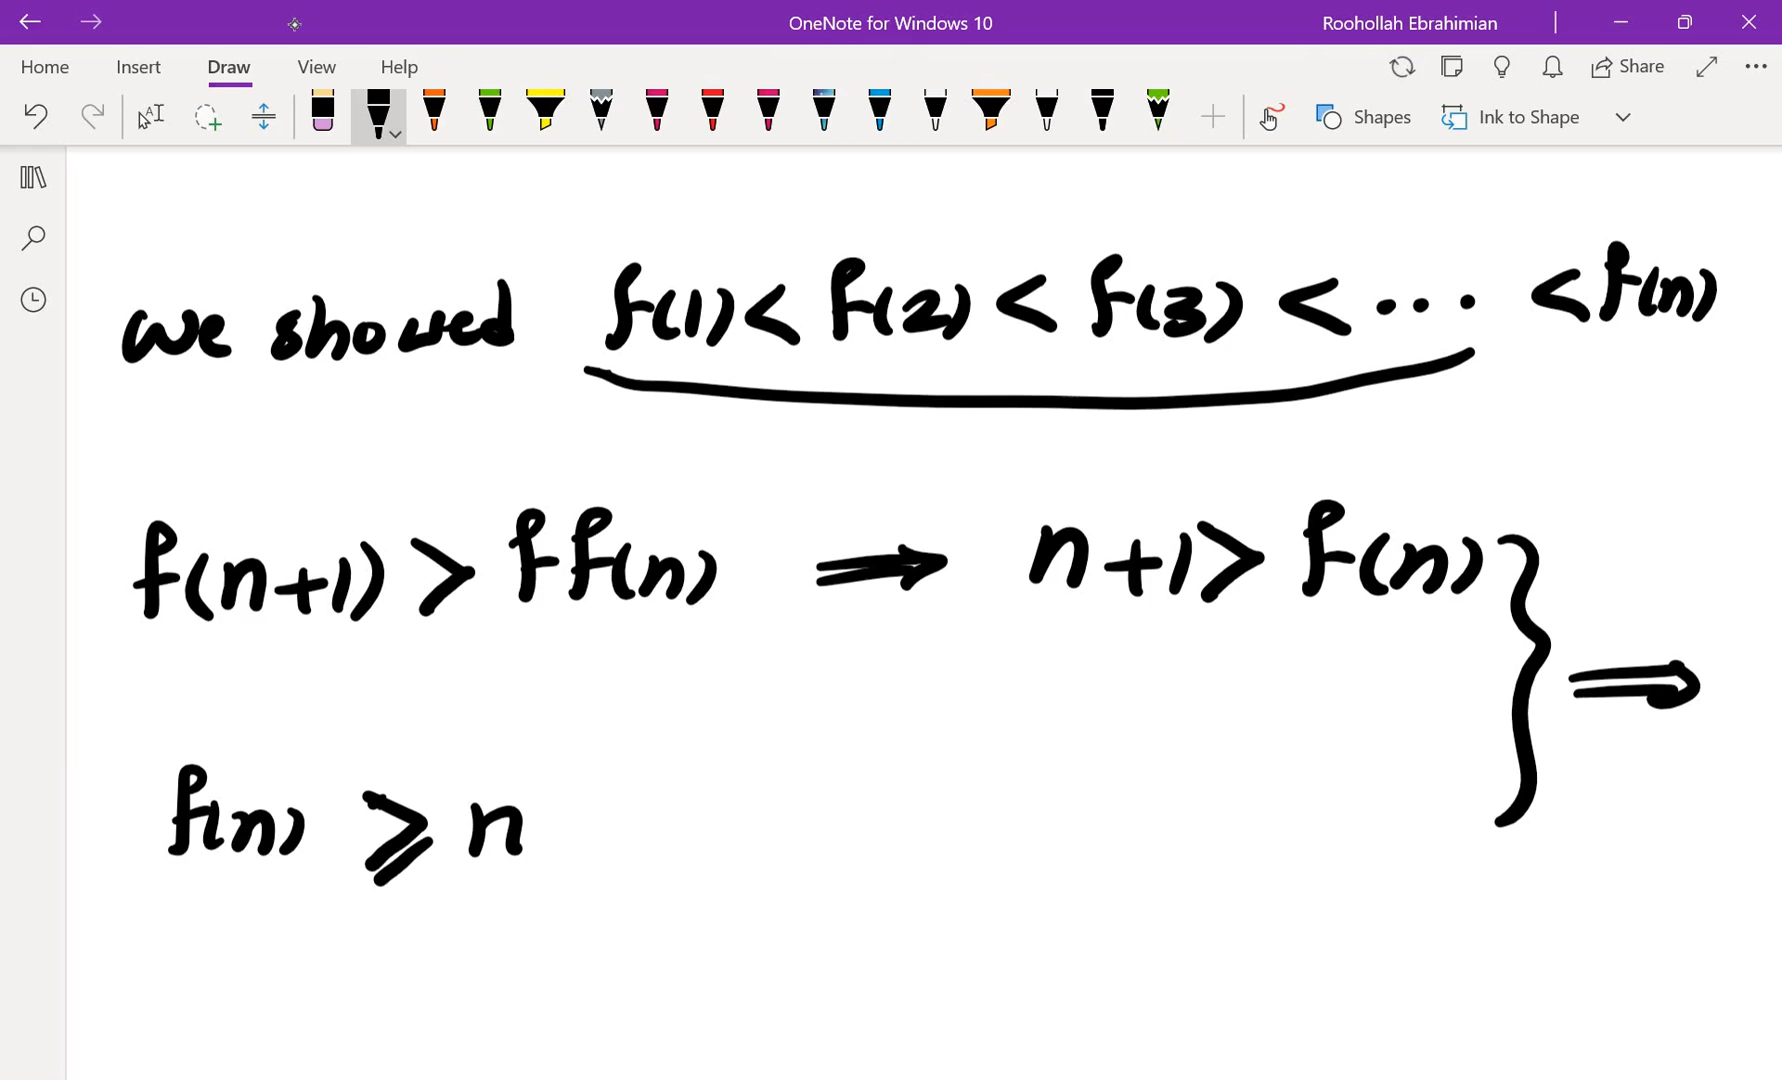 OneNote for Windows 10 Roohollah Ebrahimian
Home Insert Draw View Help Share
Shapes Ink to Shape
we showed f(1) < f(2) < f(3) < ... < f(n)
f(n+1) > ff(n) ⟹ n+1 > f(n) } ⟹
f(n) ⩾ n